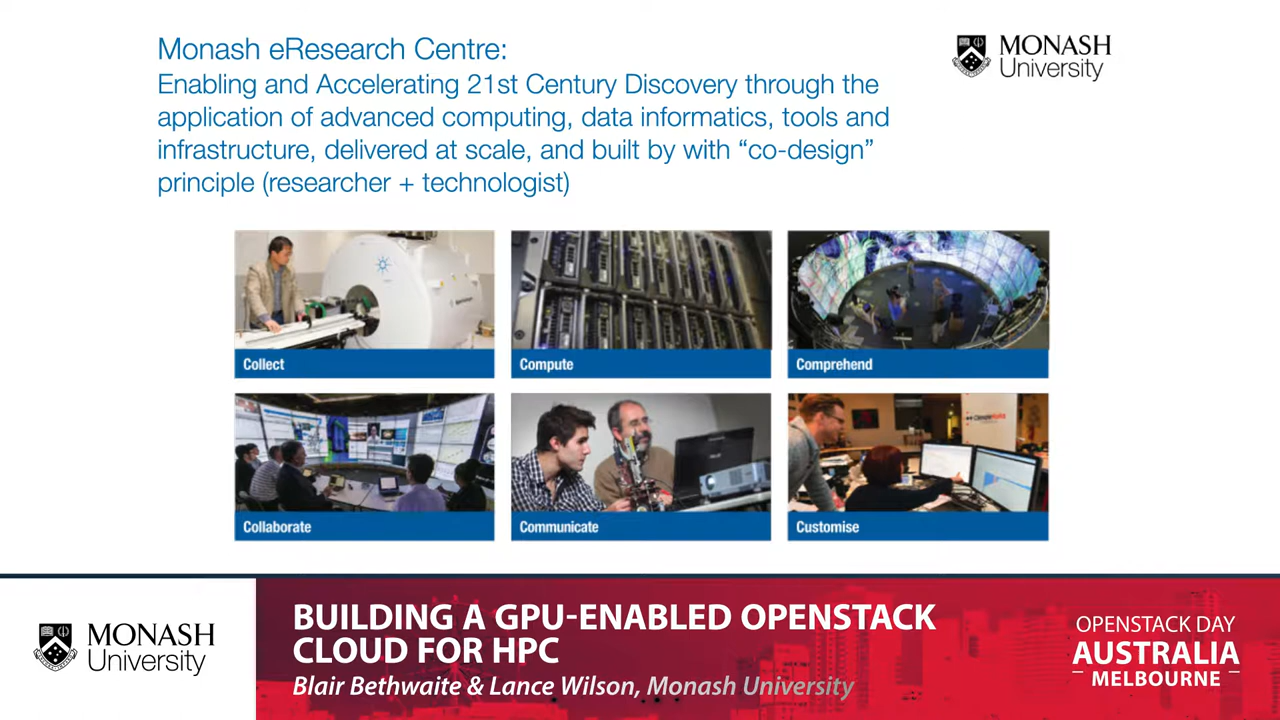 Monash eResearch Centre:
Enabling and Accelerating 21st Century Discovery through the
application of advanced computing, data informatics, tools and
infrastructure, delivered at scale, and built by with “co-design”
principle (researcher + technologist)
MONASH
University
Collect
Compute
Comprehend
Collaborate
Communicate
Customise
MONASH
University
BUILDING A GPU-ENABLED OPENSTACK
CLOUD FOR HPC
Blair Bethwaite & Lance Wilson, Monash University
OPENSTACK DAY
AUSTRALIA
MELBOURNE